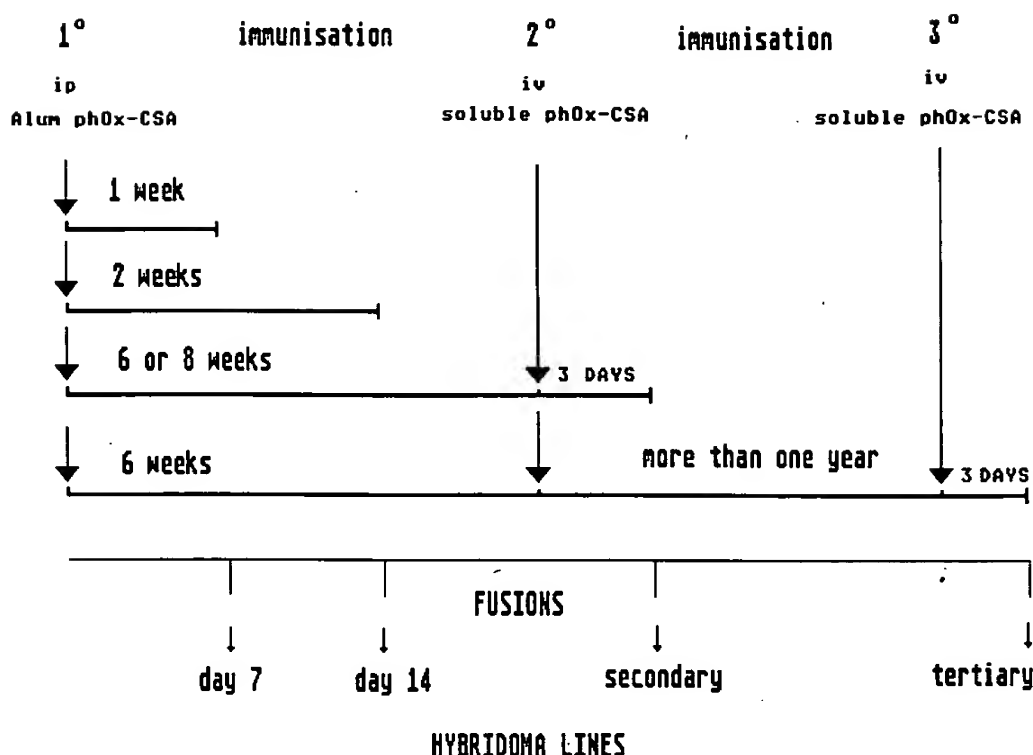 1° immunisation 2° immunisation 3°
ip iv iv
Alum phOx-CSA soluble phOx-CSA soluble phOx-CSA
1 week
2 weeks
6 or 8 weeks 3 DAYS
6 weeks more than one year 3 DAYS
FUSIONS
day 7 day 14 secondary tertiary
HYBRIDOMA LINES